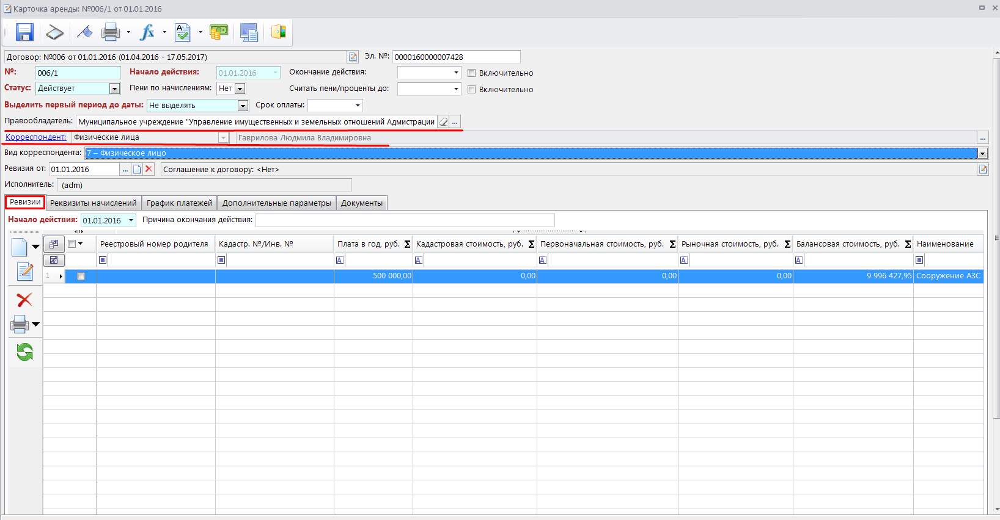 Карточка аренды: №006/1 от 01.01.2016
Договор: №006 от 01.01.2016 (01.04.2016 - 17.05.2017) Эл. №: 0000160000007428
№: 006/1 Начало действия: 01.01.2016 Окончание действия: Включительно
Статус: Действует Пени по начислениям: Нет Считать пени/проценты до: Включительно
Выделить первый период до даты: Не выделять Срок оплаты:
Правообладатель: Муниципальное учреждение "Управление имущественных и земельных отношений Адмистрации ...
Корреспондент: Физические лица Гаврилова Людмила Владимировна ...
Вид корреспондента: 7 – Физическое лицо
Ревизия от: 01.01.2016 ... Соглашение к договору: <Нет>
Исполнитель: (adm)
Ревизии Реквизиты начислений График платежей Дополнительные параметры Документы
Начало действия: 01.01.2016 Причина окончания действия:
Реестровый номер родителя Кадастр. №/Инв. № Плата в год, руб. Σ Кадастровая стоимость, руб. Σ Первоначальная стоимость, руб. Σ Рыночная стоимость, руб. Σ Балансовая стоимость, руб. Σ Наименование
A A A A A
1 500 000,00 0,00 0,00 0,00 9 996 427,95 Сооружение АЗС